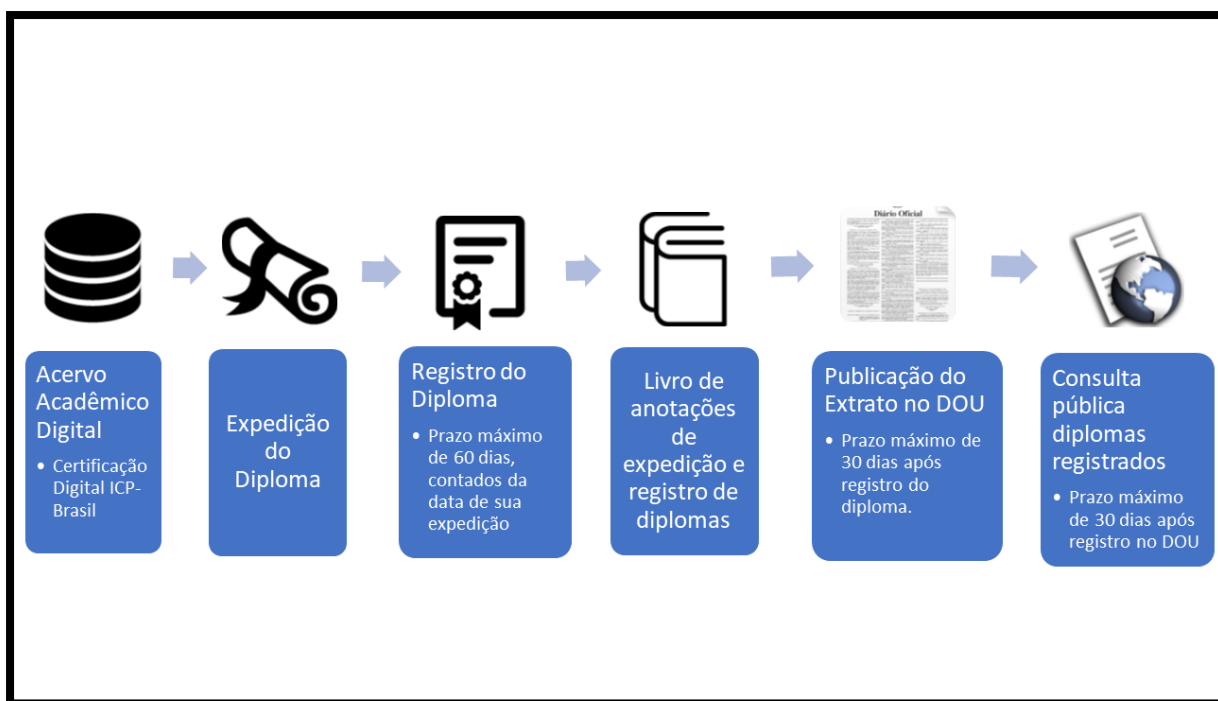 Acervo
Acadêmico
Digital
• Certificação
Digital ICP-
Brasil
Expedição
do
Diploma
Registro do
Diploma
• Prazo máximo
de 60 dias,
contados da
data de sua
expedição
Livro de
anotações
de
expedição e
registro de
diplomas
Diário Oficial
Publicação do
Extrato no DOU
• Prazo máximo de
30 dias após
registro do
diploma.
Consulta
pública
diplomas
registrados
• Prazo máximo
de 30 dias após
registro no DOU